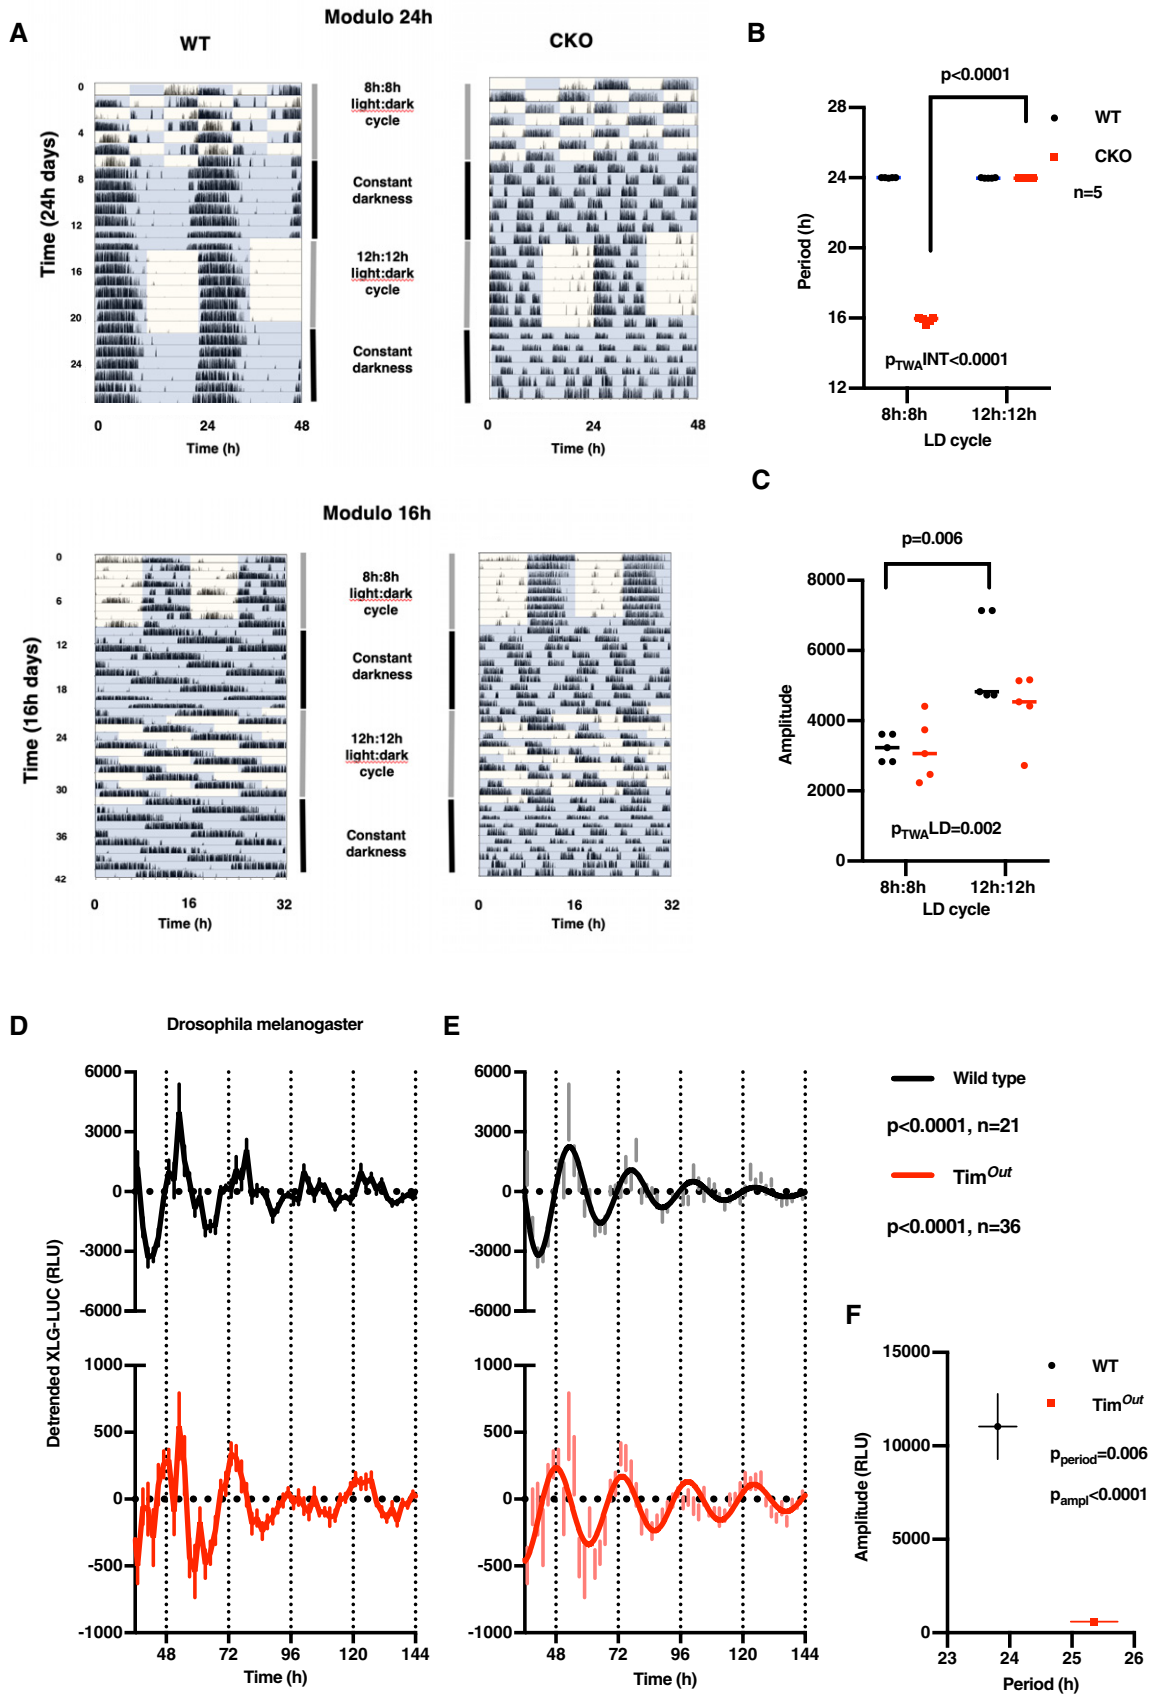 A
Modulo 24h
WT
CKO
0
4
8
12
16
20
24
Time (24h days)
8h:8h
light:dark
cycle
Constant
darkness
12h:12h
light:dark
cycle
Constant
darkness
0
24
48
Time (h)
0
24
48
Time (h)
B
p<0.0001
28
24
20
16
12
Period (h)
WT
CKO
n=5
pTWAINT<0.0001
8h:8h
12h:12h
LD cycle
Modulo 16h
0
6
12
18
24
30
36
42
Time (16h days)
8h:8h
light:dark
cycle
Constant
darkness
12h:12h
light:dark
cycle
Constant
darkness
0
16
32
Time (h)
0
16
32
Time (h)
C
p=0.006
8000
6000
4000
2000
0
Amplitude
pTWALD=0.002
8h:8h
12h:12h
LD cycle
D
Drosophila melanogaster
6000
3000
0
-3000
-6000
1000
500
0
-500
-1000
Detrended XLG-LUC (RLU)
48
72
96
120
144
Time (h)
E
6000
3000
0
-3000
-6000
1000
500
0
-500
-1000
48
72
96
120
144
Time (h)
Wild type
p<0.0001, n=21
TimOut
p<0.0001, n=36
F
15000
10000
5000
0
Amplitude (RLU)
WT
TimOut
pperiod=0.006
pampl<0.0001
23
24
25
26
Period (h)